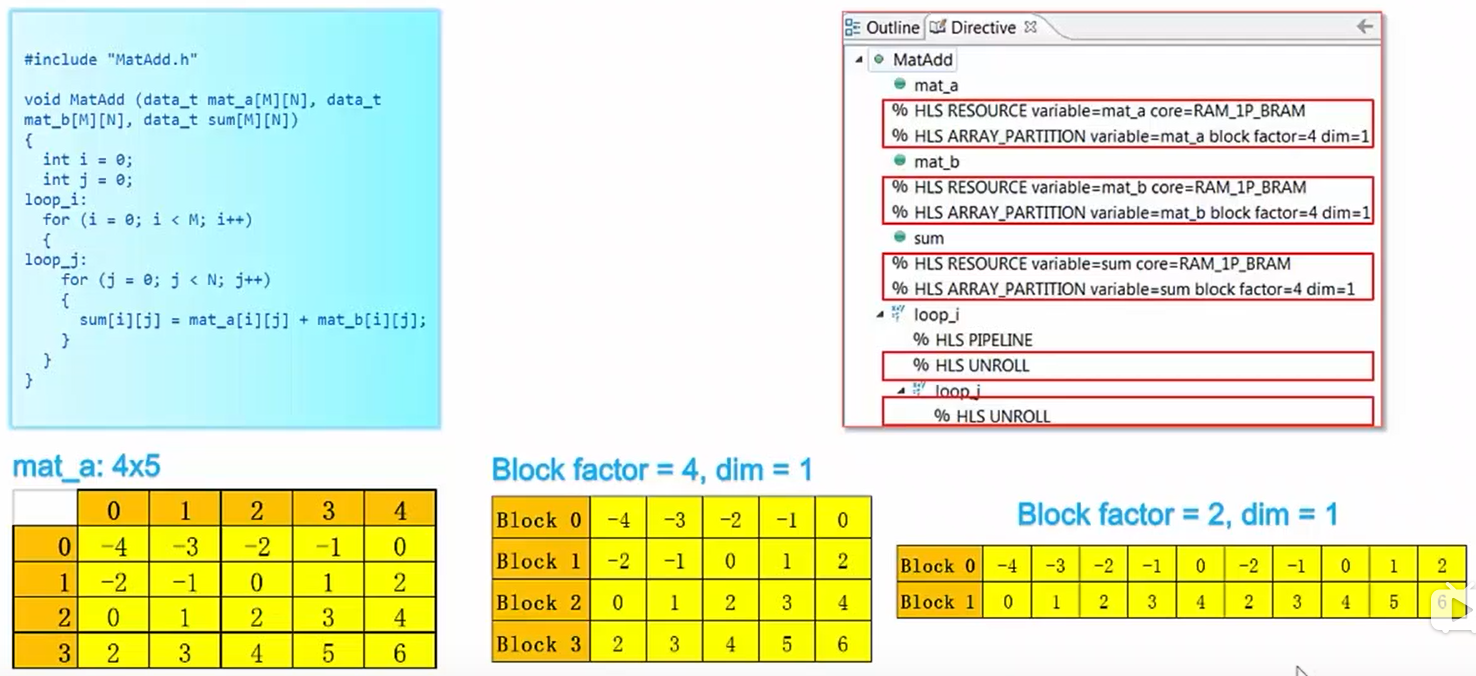 #include "MatAdd.h"
void MatAdd (data_t mat_a[M][N], data_t
mat_b[M][N], data_t sum[M][N])
{
int i = 0;
int j = 0;
loop_i:
for (i = 0; i < M; i++)
{
loop_j:
for (j = 0; j < N; j++)
{
sum[i][j] = mat_a[i][j] + mat_b[i][j];
}
}
}
Outline Directive
MatAdd
mat_a
% HLS RESOURCE variable=mat_a core=RAM_1P_BRAM
% HLS ARRAY_PARTITION variable=mat_a block factor=4 dim=1
mat_b
% HLS RESOURCE variable=mat_b core=RAM_1P_BRAM
% HLS ARRAY_PARTITION variable=mat_b block factor=4 dim=1
sum
% HLS RESOURCE variable=sum core=RAM_1P_BRAM
% HLS ARRAY_PARTITION variable=sum block factor=4 dim=1
loop_i
% HLS PIPELINE
% HLS UNROLL
loop_j
% HLS UNROLL
mat_a: 4x5
0 1 2 3 4
0 -4 -3 -2 -1 0
1 -2 -1 0 1 2
2 0 1 2 3 4
3 2 3 4 5 6
Block factor = 4, dim = 1
Block 0 -4 -3 -2 -1 0
Block 1 -2 -1 0 1 2
Block 2 0 1 2 3 4
Block 3 2 3 4 5 6
Block factor = 2, dim = 1
Block 0 -4 -3 -2 -1 0 -2 -1 0 1 2
Block 1 0 1 2 3 4 2 3 4 5 6